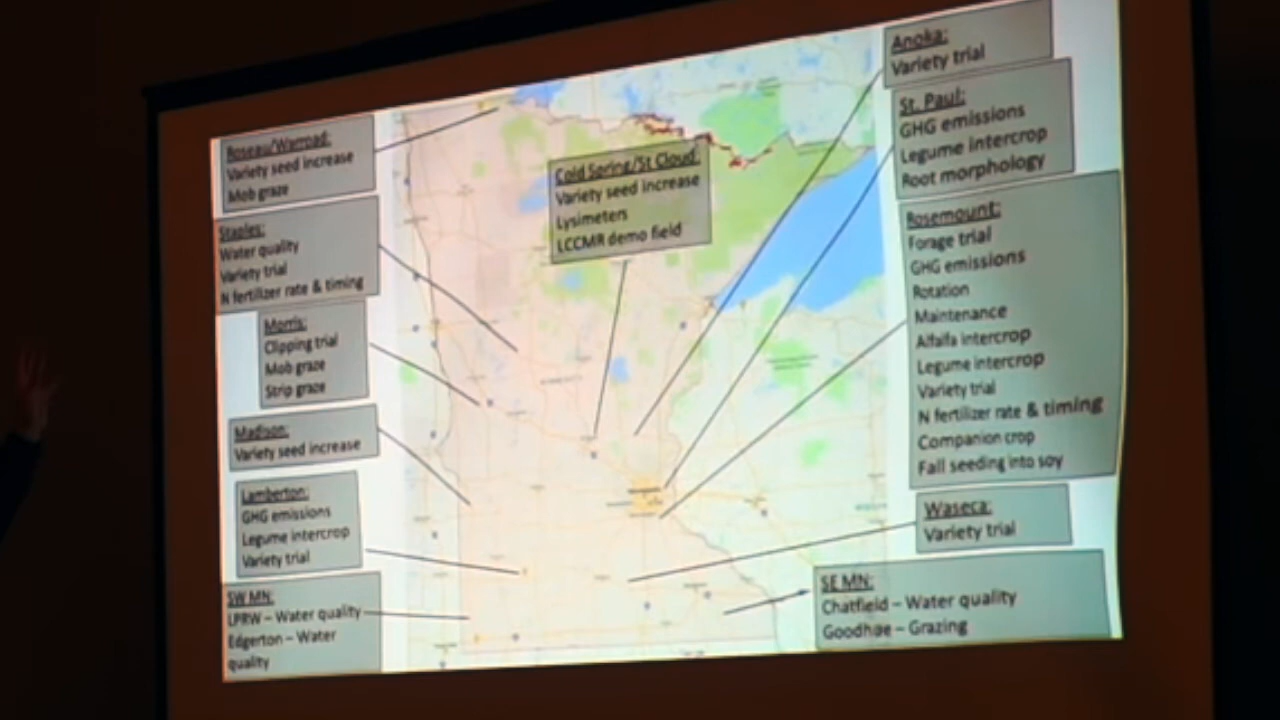 Roseau/Warroad:
Variety seed increase
Mob graze
Staples:
Water quality
Variety trial
N fertilizer rate & timing
Morris:
Clipping trial
Mob graze
Strip graze
Madison:
Variety seed increase
Lamberton:
GHG emissions
Legume intercrop
Variety trial
SW MN:
LPRW – Water quality
Edgerton – Water
quality
Cold Spring/St Cloud:
Variety seed increase
Lysimeters
LCCMR demo field
Anoka:
Variety trial
St. Paul:
GHG emissions
Legume intercrop
Root morphology
Rosemount:
Forage trial
GHG emissions
Rotation
Maintenance
Alfalfa intercrop
Legume intercrop
Variety trial
N fertilizer rate & timing
Companion crop
Fall seeding into soy
Waseca:
Variety trial
SE MN:
Chatfield – Water quality
Goodhue – Grazing